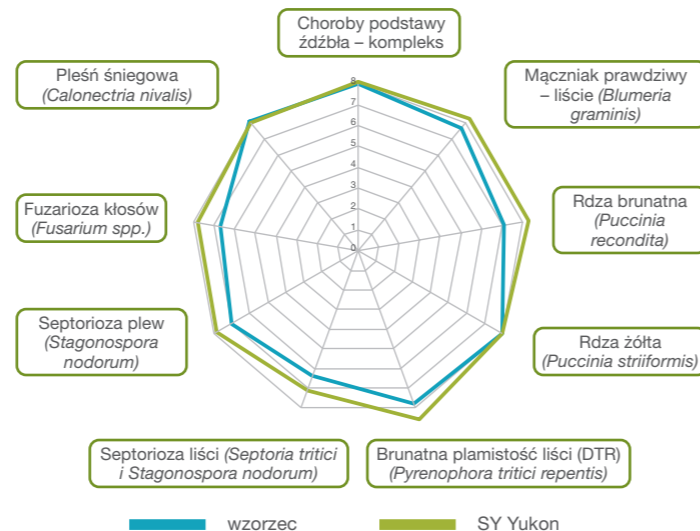 Choroby podstawy
źdźbła – kompleks
Pleśń śniegowa
(Calonectria nivalis)
Mączniak prawdziwy
– liście (Blumeria
graminis)
8
7
6
5
4
3
2
1
0
Fuzarioza kłosów
(Fusarium spp.)
Rdza brunatna
(Puccinia
recondita)
Septorioza plew
(Stagonospora
nodorum)
Rdza żółta
(Puccinia striiformis)
Septorioza liści (Septoria tritici
i Stagonospora nodorum)
Brunatna plamistość liści (DTR)
(Pyrenophora tritici repentis)
wzorzec
SY Yukon